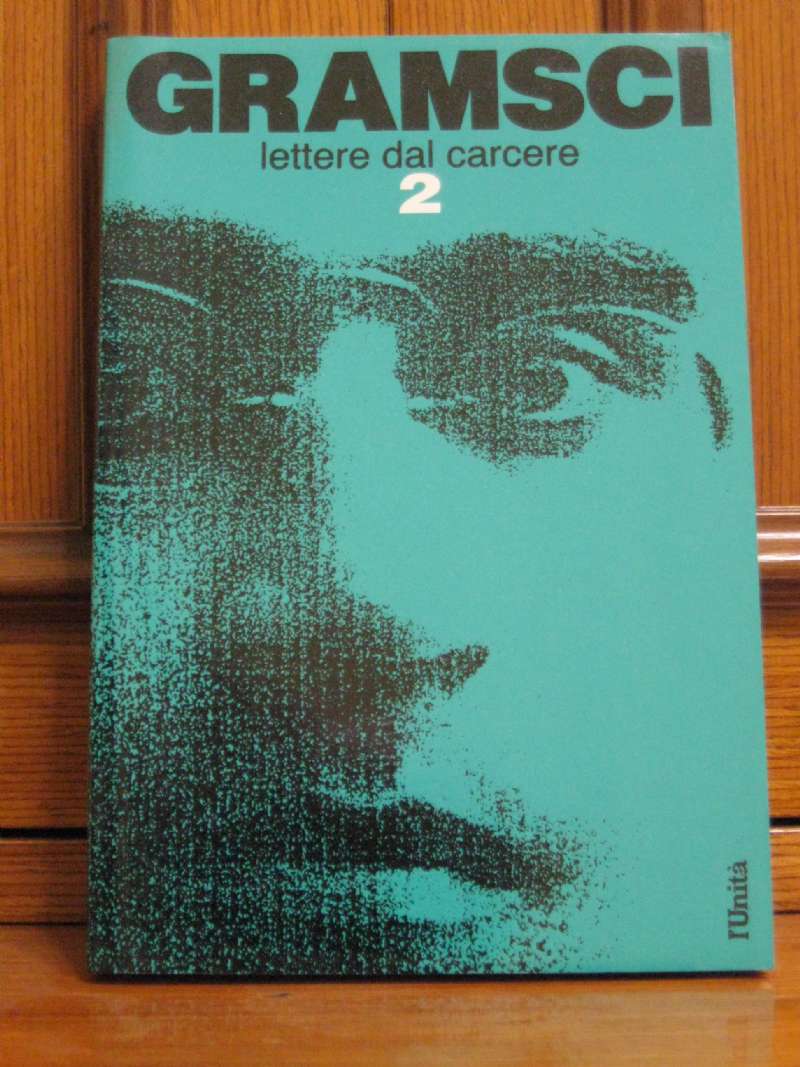 GRAMSCI
lettere dal carcere
2
l'Unità